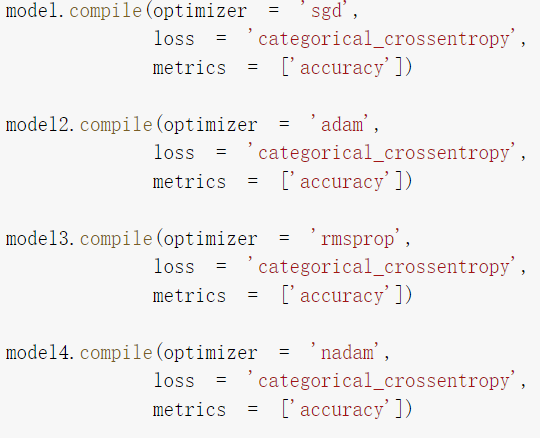 model.compile(optimizer = 'sgd',
loss = 'categorical_crossentropy',
metrics = ['accuracy'])
model2.compile(optimizer = 'adam',
loss = 'categorical_crossentropy',
metrics = ['accuracy'])
model3.compile(optimizer = 'rmsprop',
loss = 'categorical_crossentropy',
metrics = ['accuracy'])
model4.compile(optimizer = 'nadam',
loss = 'categorical_crossentropy',
metrics = ['accuracy'])